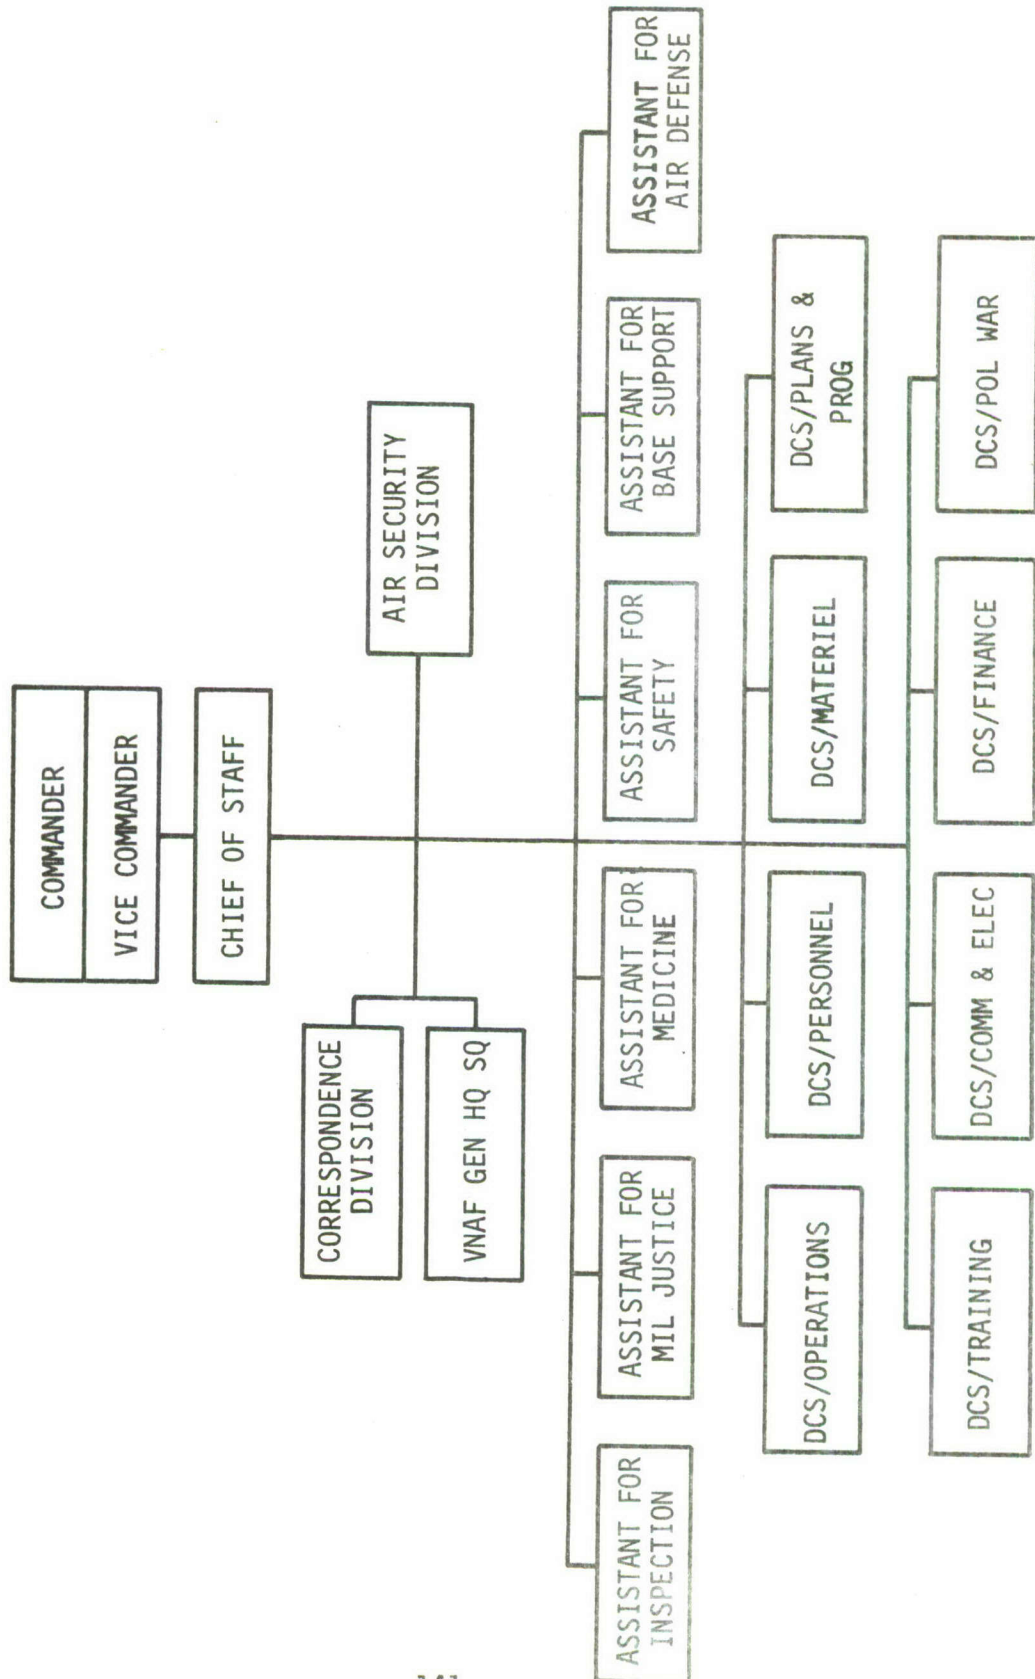 COMMANDER
VICE COMMANDER
CHIEF OF STAFF
CORRESPONDENCE
DIVISION
VNAF GEN HQ SQ
AIR SECURITY
DIVISION
ASSISTANT FOR
INSPECTION
ASSISTANT FOR
MIL JUSTICE
ASSISTANT FOR
MEDICINE
ASSISTANT FOR
SAFETY
ASSISTANT FOR
BASE SUPPORT
ASSISTANT FOR
AIR DEFENSE
DCS/OPERATIONS
DCS/PERSONNEL
DCS/MATERIEL
DCS/PLANS &
PROG
DCS/TRAINING
DCS/COMM & ELEC
DCS/FINANCE
DCS/POL WAR